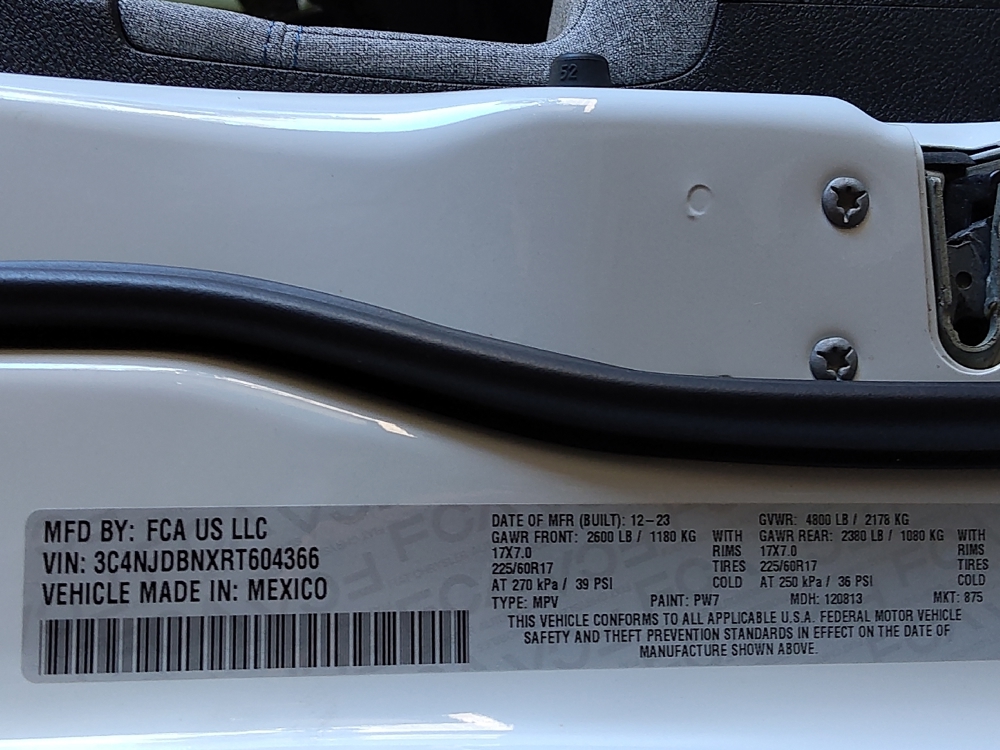 52
MFD BY: FCA US LLC
VIN: 3C4NJDBNXRT604366
VEHICLE MADE IN: MEXICO
DATE OF MFR (BUILT): 12-23 GVWR: 4800 LB / 2178 KG
GAWR FRONT: 2600 LB / 1180 KG WITH GAWR REAR: 2380 LB / 1080 KG WITH
17X7.0 RIMS 17X7.0 RIMS
225/60R17 TIRES 225/60R17 TIRES
AT 270 kPa / 39 PSI COLD AT 250 kPa / 36 PSI COLD
TYPE: MPV PAINT: PW7 MDH: 120813 MKT: 875
THIS VEHICLE CONFORMS TO ALL APPLICABLE U.S.A. FEDERAL MOTOR VEHICLE
SAFETY AND THEFT PREVENTION STANDARDS IN EFFECT ON THE DATE OF
MANUFACTURE SHOWN ABOVE.